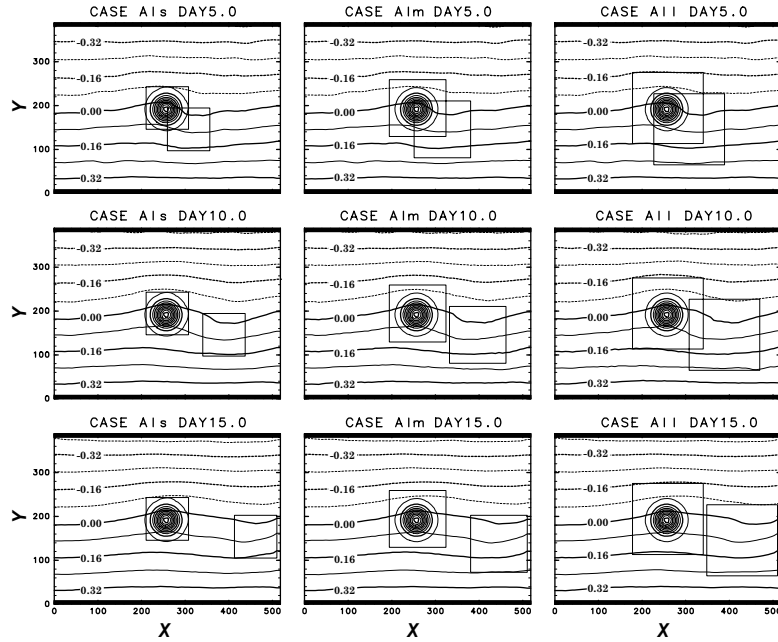 CASE AIs DAY5.0 CASE AIm DAY5.0 CASE AIl DAY5.0
Y
300
200
100
0
-0.32 -0.32 -0.32
-0.16 -0.16 -0.16
0.00 0.00 0.00
0.16 0.16 0.16
0.32 0.32 0.32
CASE AIs DAY10.0 CASE AIm DAY10.0 CASE AIl DAY10.0
Y
300
200
100
0
-0.32 -0.32 -0.32
-0.16 -0.16 -0.16
0.00 0.00 0.00
0.16 0.16 0.16
0.32 0.32 0.32
CASE AIs DAY15.0 CASE AIm DAY15.0 CASE AIl DAY15.0
Y
300
200
100
0
-0.32 -0.32 -0.32
-0.16 -0.16 -0.16
0.00 0.00 0.00
0.16 0.16 0.16
0.32 0.32 0.32
0 100 200 300 400 500 0 100 200 300 400 500 0 100 200 300 400 500
X X X